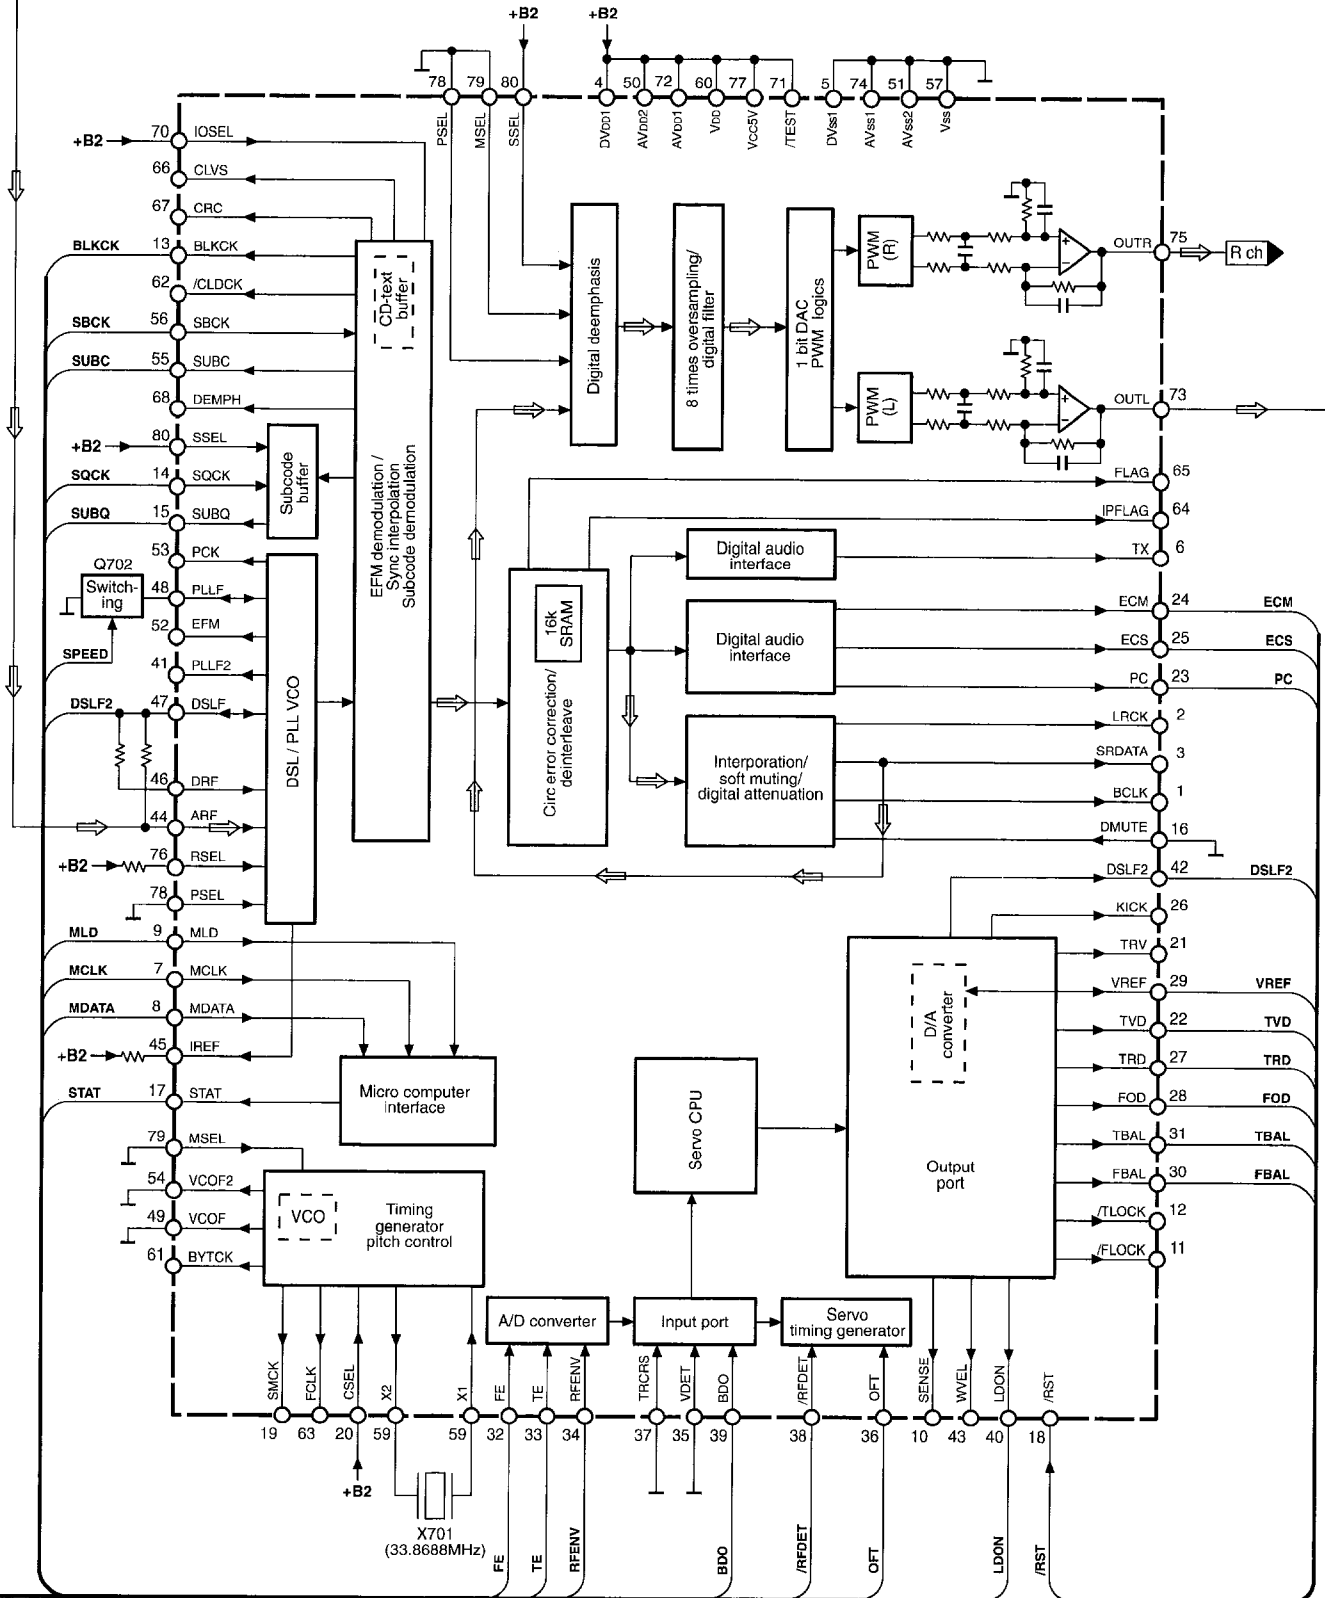 +B2 +B2
78 79 80 4 50 72 60 77 71 5 74 51 57
PSEL MSEL SSEL DVDD1 AVDD2 AVDD1 VDD VCC5V /TEST DVSS1 AVSS1 AVSS2 VSS
+B2 70 IOSEL
66 CLVS
67 CRC
BLKCK 13 BLKCK
62 /CLDCK
SBCK 56 SBCK
SUBC 55 SUBC
68 DEMPH
+B2 80 SSEL
SQCK 14 SQCK
SUBQ 15 SUBQ
53 PCK
Q702
Switch-
ing
48 PLLF
52 EFM
SPEED
41 PLLF2
DSLF2 47 DSLF
46 DRF
44 ARF
+B2 76 RSEL
78 PSEL
MLD 9 MLD
MCLK 7 MCLK
MDATA 8 MDATA
+B2 45 IREF
STAT 17 STAT
79 MSEL
54 VCOF2
49 VCOF
61 BYTCK
CD-text
buffer
EFM demodulation /
Sync interpolation
Subcode demodulation
Subcode
buffer
DSL / PLL VCO
Micro computer
interface
VCO
Timing
generator
pitch control
Digital deemphasis
8 times oversampling/
digital filter
1 bit DAC
PWM logics
PWM
(R)
PWM
(L)
+
−
+
−
OUTR 75 R ch
OUTL 73
FLAG 65
IPFLAG 64
TX 6
ECM 24 ECM
ECS 25 ECS
PC 23 PC
LRCK 2
SRDATA 3
BCLK 1
DMUTE 16
DSLF2 42 DSLF2
KICK 26
TRV 21
VREF 29 VREF
TVD 22 TVD
TRD 27 TRD
FOD 28 FOD
TBAL 31 TBAL
FBAL 30 FBAL
/TLOCK 12
/FLOCK 11
16k
SRAM
Circ error correction/
deinterleave
Digital audio
interface
Digital audio
interface
Interporation/
soft muting/
digital attenuation
D/A
converter
Output
port
Servo CPU
A/D converter
Input port
Servo
timing generator
SMCK FCLK CSEL X2 X1 FE TE RFENV TRCRS VDET BDO /RFDET OFT SENSE WVEL LDON /RST
19 63 20 59 59 32 33 34 37 35 39 38 36 10 43 40 18
+B2
X701
(33.8688MHz)
FE TE RFENV BDO /RFDET OFT LDON /RST